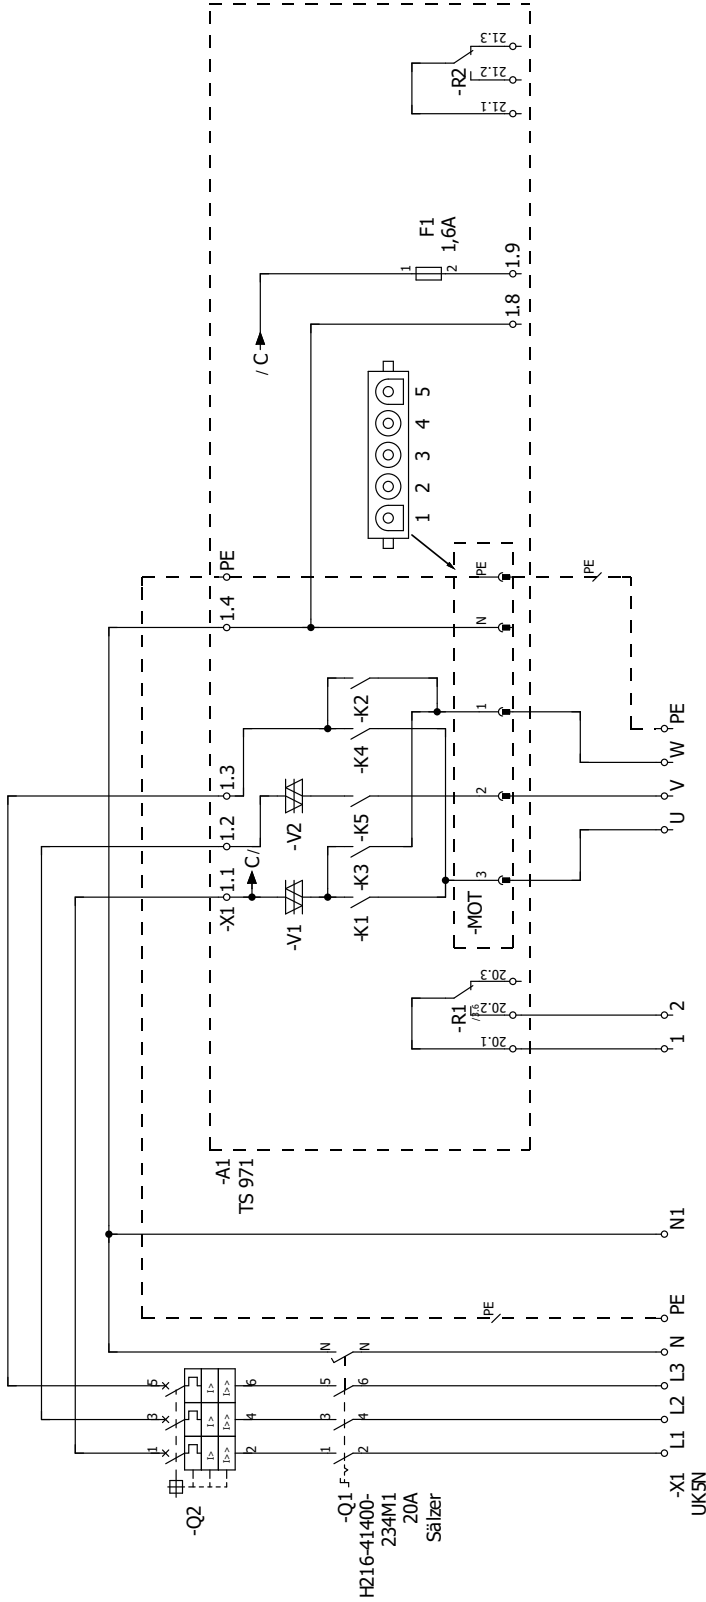 -Q2
1
3
5
I>
I>
I>
I>>
I>>
I>>
2
4
6
-Q1
H216-41400-
234M1
20A
Sälzer
1
3
5
N
2
4
6
N
PE
-X1
UK5N
L1
L2
L3
N
PE
N1
-A1
TS 971
-R1
20.1
20.2
20.3
1
2
-X1
1.1
1.2
1.3
1.4
PE
C/
-V1
-V2
-K1
-K3
-K5
-K4
-K2
-MOT
3
2
1
N
PE
PE
U
V
W
PE
1
2
3
4
5
/ C
1
2
F1
1,6A
1.8
1.9
-R2
21.1
21.2
21.3